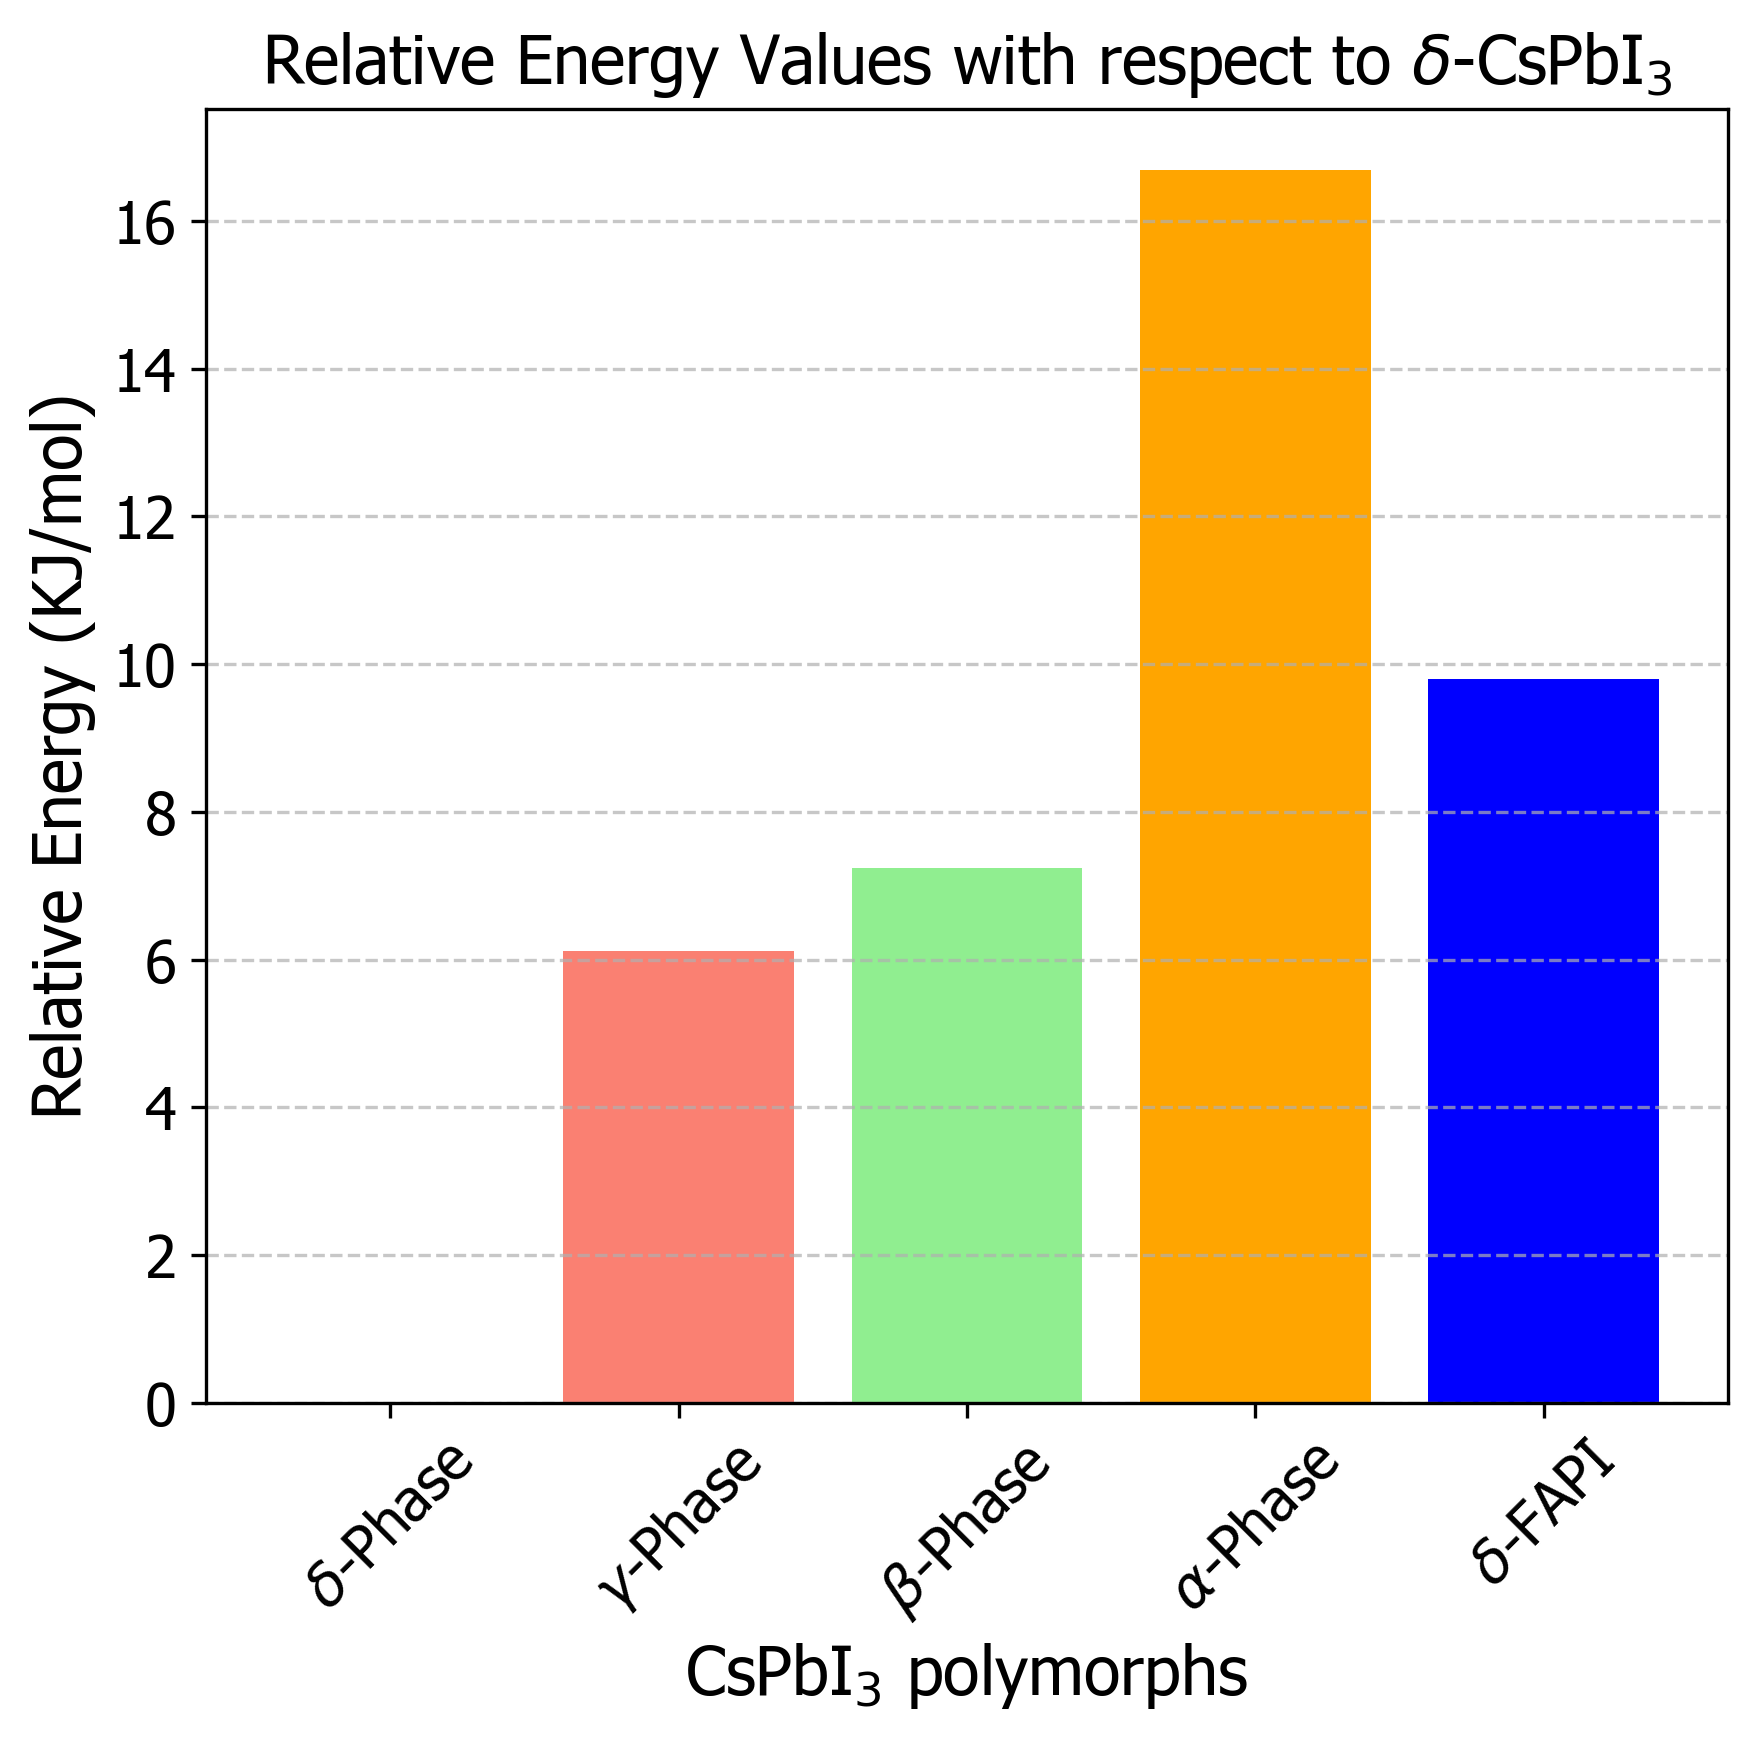 Relative Energy Values with respect to δ-CsPbI₃
Relative Energy (KJ/mol)
16
14
12
10
8
6
4
2
0
δ-Phase
γ-Phase
β-Phase
α-Phase
δ-FAPI
CsPbI₃ polymorphs